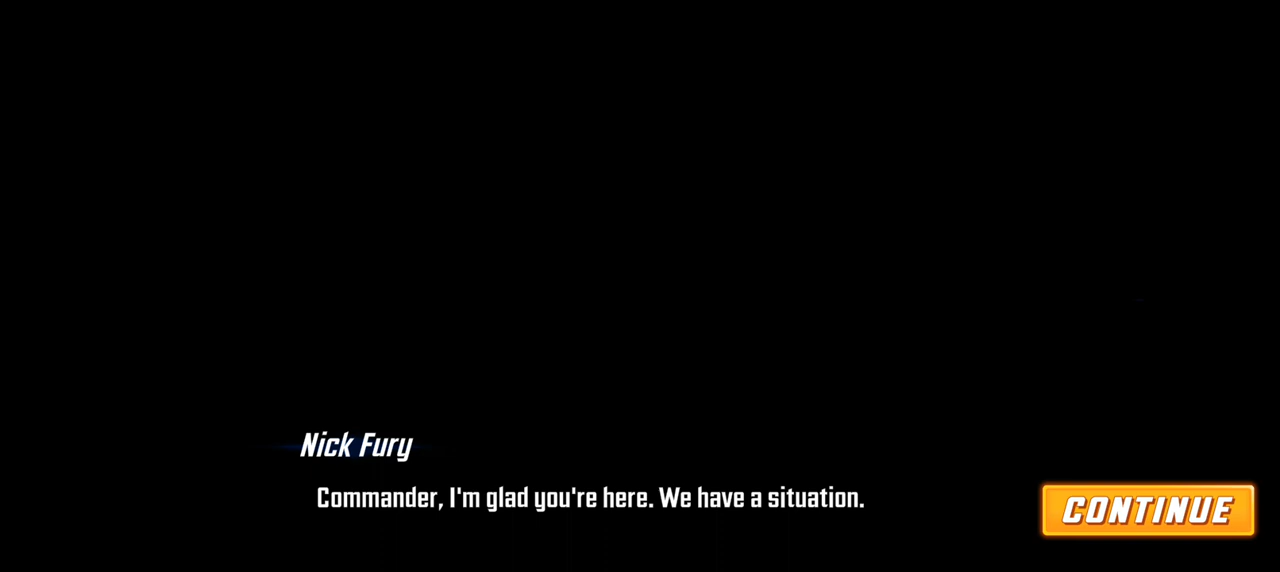 Nick Fury
Commander, I'm glad you're here. We have a situation.
CONTINUE